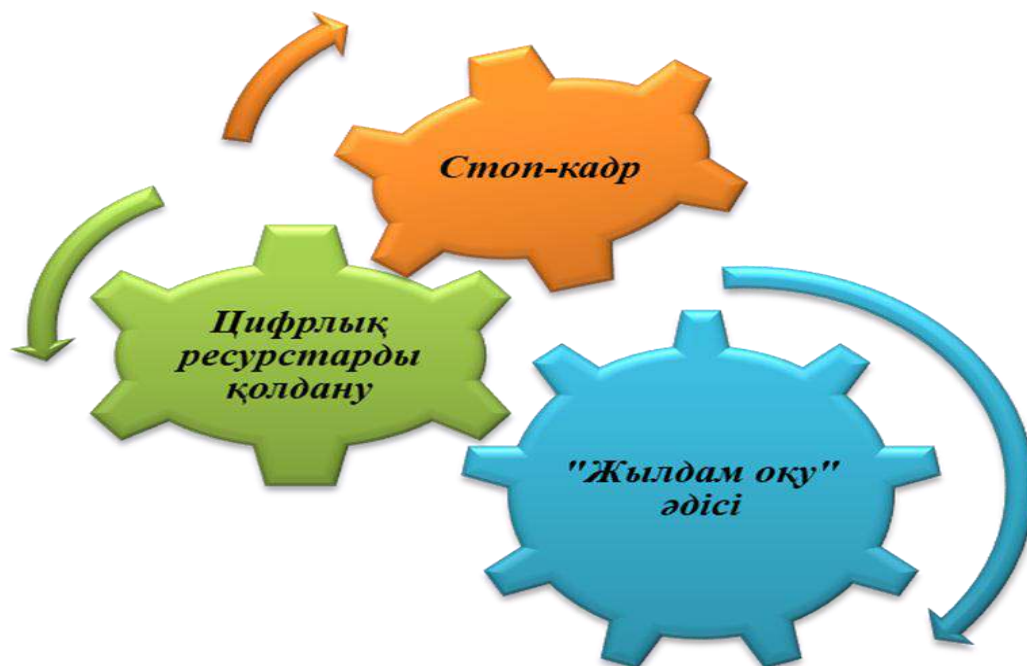 Стоп-кадр
Цифрлық
ресурстарды
қолдану
"Жылдам оқу"
әдісі